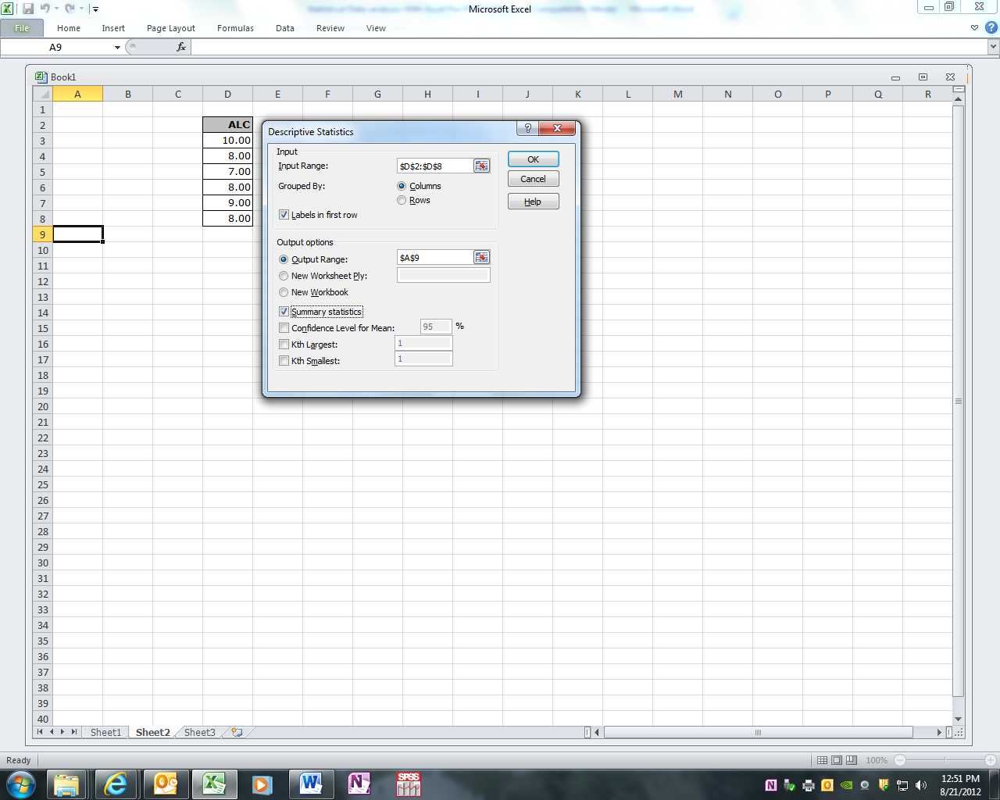 Microsoft Excel
File Home Insert Page Layout Formulas Data Review View
A9 fx
Book1
A B C D E F G H I J K L M N O P Q R
1
2 ALC
3 10.00
4 8.00
5 7.00
6 8.00
7 9.00
8 8.00
9
10
11
12
13
14
15
16
17
18
19
20
21
22
23
24
25
26
27
28
29
30
31
32
33
34
35
36
37
38
39
40
Descriptive Statistics
Input
Input Range: $D$2:$D$8
Grouped By: Columns
Rows
Labels in first row
OK
Cancel
Help
Output options
Output Range: $A$9
New Worksheet Ply:
New Workbook
Summary statistics
Confidence Level for Mean: 95 %
Kth Largest: 1
Kth Smallest: 1
Sheet1 Sheet2 Sheet3
Ready 100%
SPSS
12:51 PM
8/21/2012